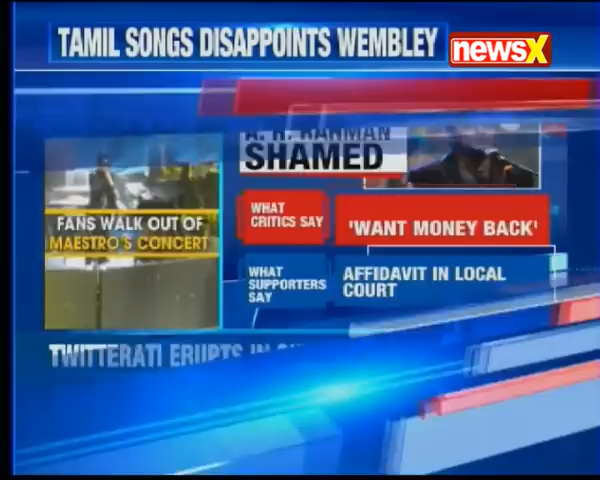 TAMIL SONGS DISAPPOINTS WEMBLEY
newsX
A. R. RAHMAN
SHAMED
FANS WALK OUT OF
MAESTRO'S CONCERT
WHAT
CRITICS SAY
'WANT MONEY BACK'
WHAT
SUPPORTERS
SAY
AFFIDAVIT IN LOCAL
COURT
TWITTERATI ERUPTS IN